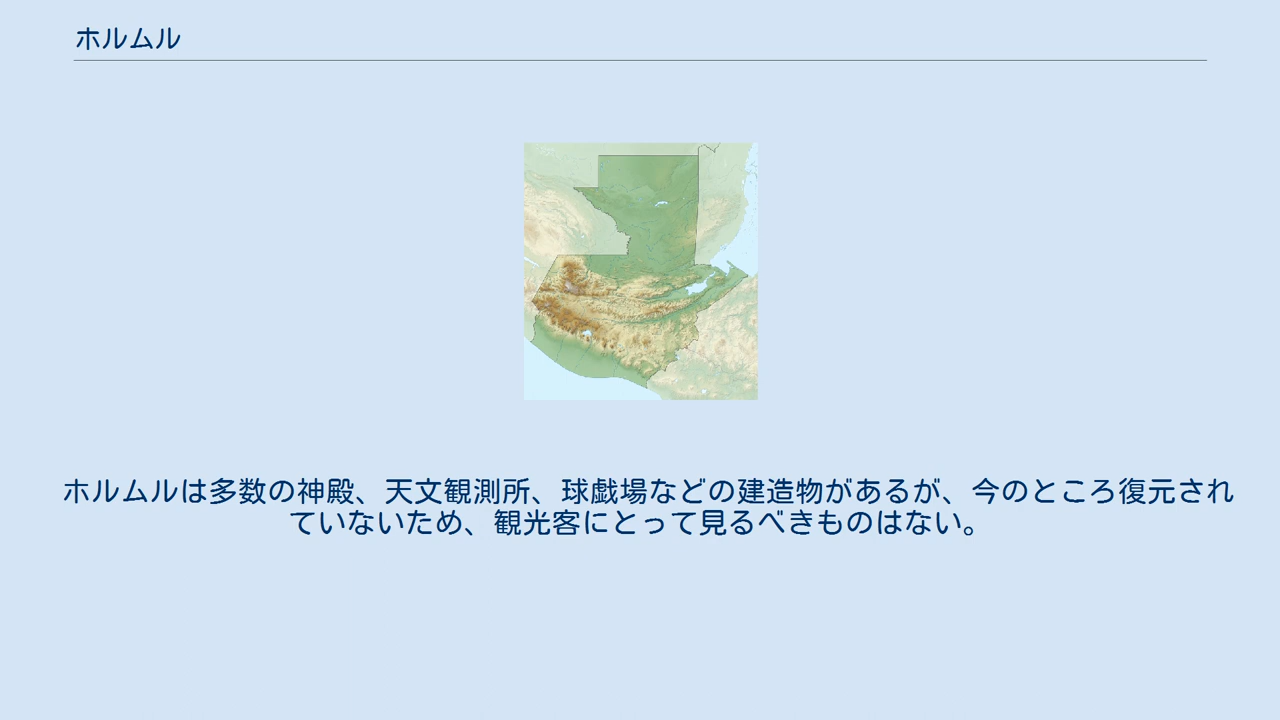 ホルムル
ホルムルは多数の神殿、天文観測所、球戯場などの建造物があるが、今のところ復元され
ていないため、観光客にとって見るべきものはない。